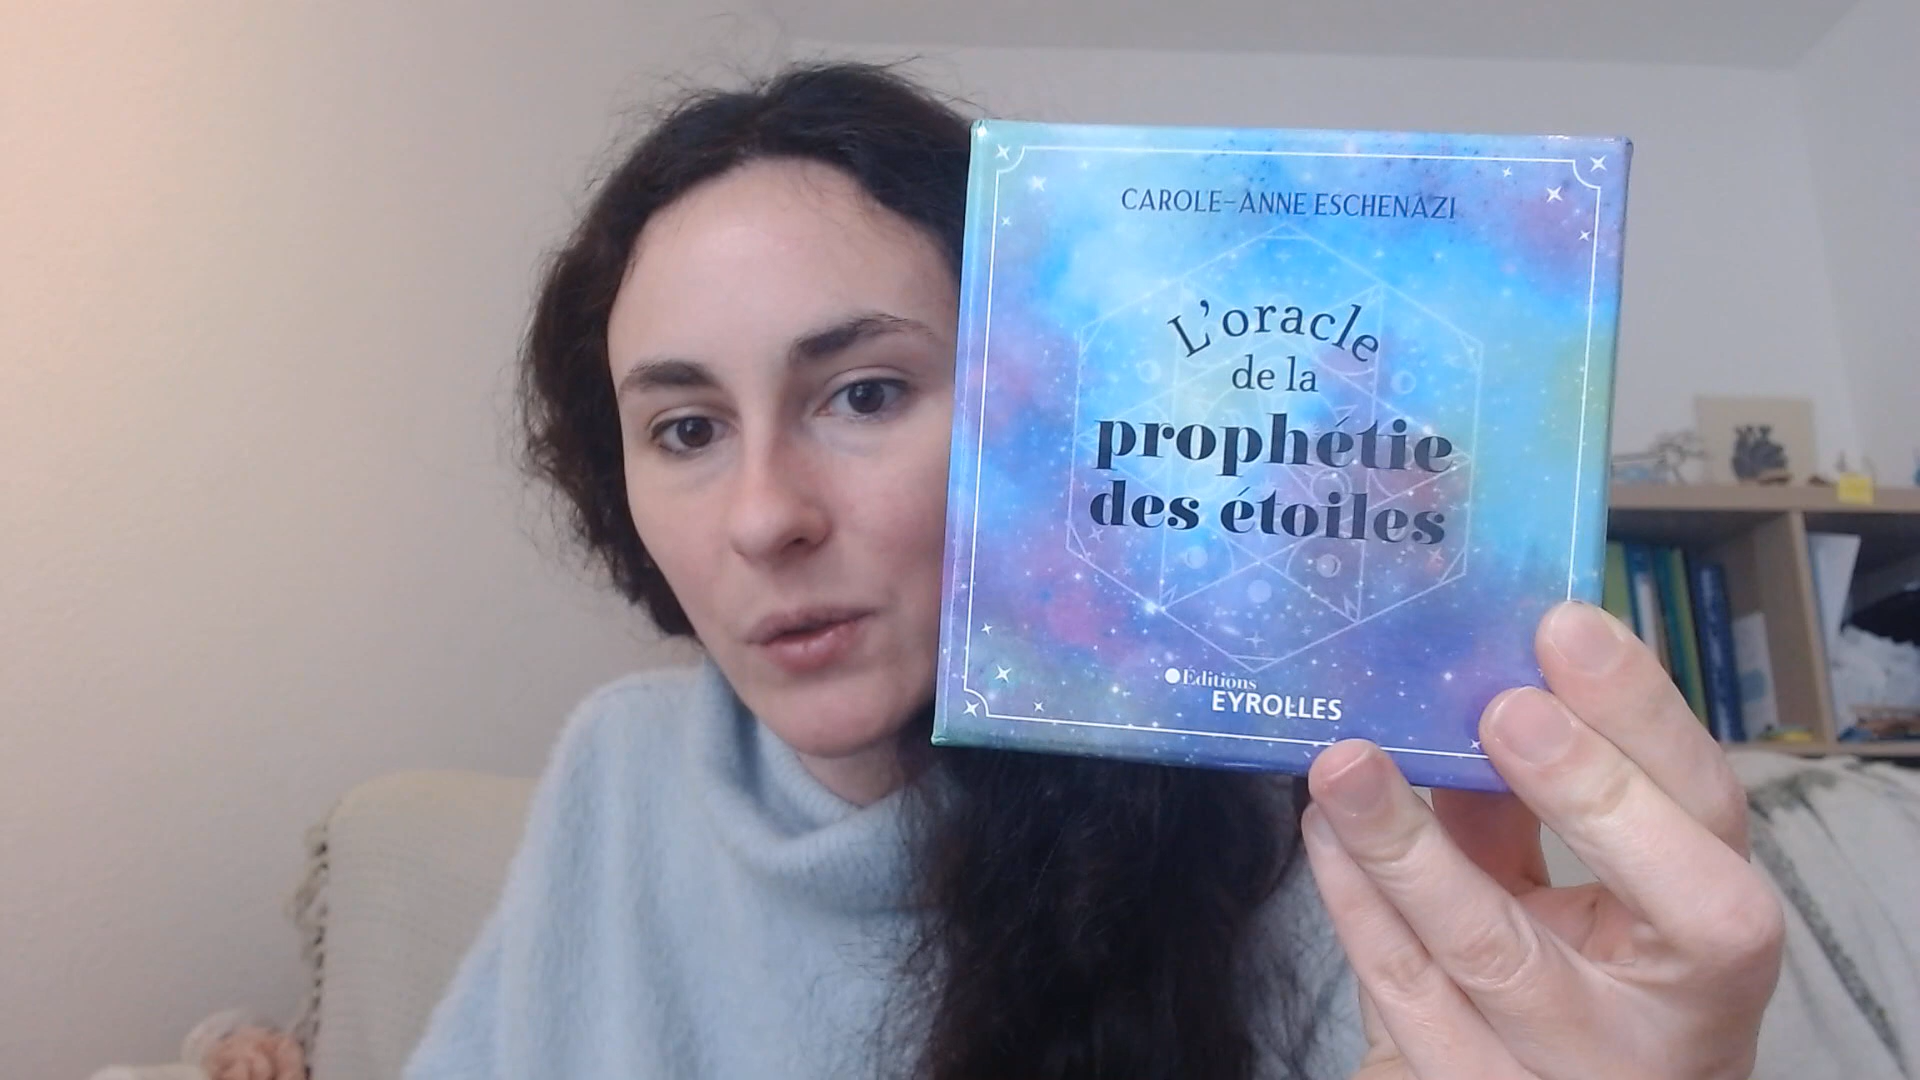 CAROLE-ANNE ESCHENAZI
L'oracle
de la
prophétie
des étoiles
Éditions
EYROLLES